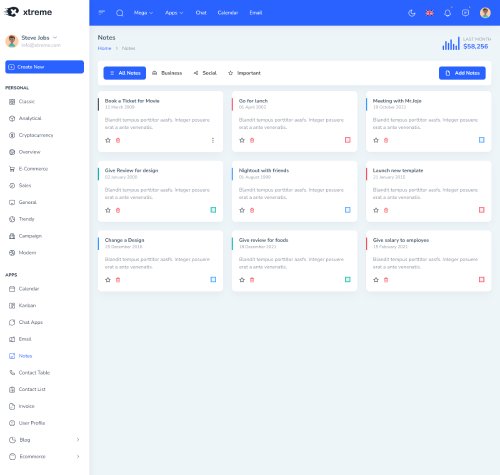 xtreme
Mega
Apps
Chat
Calendar
Email
Steve Jobs
info@xtreme.com
Create New
PERSONAL
Classic
Analytical
Cryptocurrency
Overview
E-Commerce
Sales
General
Trendy
Campaign
Modern
APPS
Calendar
Kanban
Chat Apps
Email
Notes
Contact Table
Contact List
Invoice
User Profile
Blog
Ecommerce
Notes
Home > Notes
LAST MONTH
$58,256
All Notes
Business
Social
Important
Add Notes
Book a Ticket for Movie
11 March 2009
Blandit tempus porttitor aasfs. Integer posuere
erat a ante venenatis.
Go for lunch
01 April 2002
Blandit tempus porttitor aasfs. Integer posuere
erat a ante venenatis.
Meeting with Mr.Jojo
19 October 2023
Blandit tempus porttitor aasfs. Integer posuere
erat a ante venenatis.
Give Review for design
02 January 2000
Blandit tempus porttitor aasfs. Integer posuere
erat a ante venenatis.
Nightout with friends
01 August 1999
Blandit tempus porttitor aasfs. Integer posuere
erat a ante venenatis.
Launch new template
21 January 2015
Blandit tempus porttitor aasfs. Integer posuere
erat a ante venenatis.
Change a Design
25 December 2016
Blandit tempus porttitor aasfs. Integer posuere
erat a ante venenatis.
Give review for foods
18 December 2021
Blandit tempus porttitor aasfs. Integer posuere
erat a ante venenatis.
Give salary to employee
15 February 2021
Blandit tempus porttitor aasfs. Integer posuere
erat a ante venenatis.